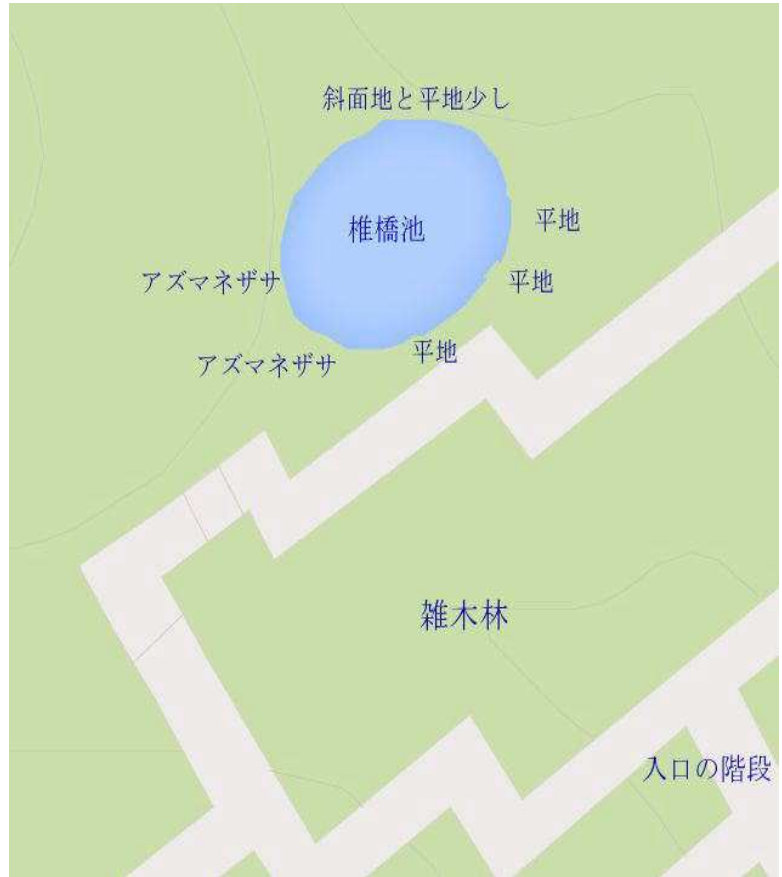 斜面地と平地少し
椎橋池
平地
アズマネザサ
平地
平地
アズマネザサ
雑木林
入口の階段